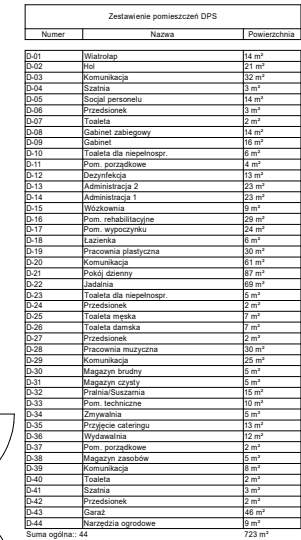 Zestawienie pomieszczeń DPS
Numer Nazwa Powierzchnia
D-01 Wiatrołap 14 m²
D-02 Hol 21 m²
D-03 Komunikacja 32 m²
D-04 Szatnia 3 m²
D-05 Socjal personelu 14 m²
D-06 Przedsionek 3 m²
D-07 Toaleta 2 m²
D-08 Gabinet zabiegowy 14 m²
D-09 Gabinet 16 m²
D-10 Toaleta dla niepełnospr. 6 m²
D-11 Pom. porządkowe 4 m²
D-12 Dezynfekcja 13 m²
D-13 Administracja 2 23 m²
D-14 Administracja 1 23 m²
D-15 Wózkownia 9 m²
D-16 Pom. rehabilitacyjne 29 m²
D-17 Pom. wypoczynku 24 m²
D-18 Łazienka 6 m²
D-19 Pracownia plastyczna 30 m²
D-20 Komunikacja 61 m²
D-21 Pokój dzienny 87 m²
D-22 Jadalnia 69 m²
D-23 Toaleta dla niepełnospr. 5 m²
D-24 Przedsionek 2 m²
D-25 Toaleta męska 7 m²
D-26 Toaleta damska 7 m²
D-27 Przedsionek 2 m²
D-28 Pracownia muzyczna 30 m²
D-29 Komunikacja 25 m²
D-30 Magazyn brudny 5 m²
D-31 Magazyn czysty 5 m²
D-32 Pralnia/Suszarnia 15 m²
D-33 Pom. techniczne 10 m²
D-34 Zmywalnia 5 m²
D-35 Przyjęcie cateringu 13 m²
D-36 Wydawalnia 12 m²
D-37 Pom. porządkowe 2 m²
D-38 Magazyn zasobów 5 m²
D-39 Komunikacja 8 m²
D-40 Toaleta 2 m²
D-41 Szatnia 3 m²
D-42 Przedsionek 2 m²
D-43 Garaż 46 m²
D-44 Narzędzia ogrodowe 9 m²
Suma ogólna:: 44 723 m²